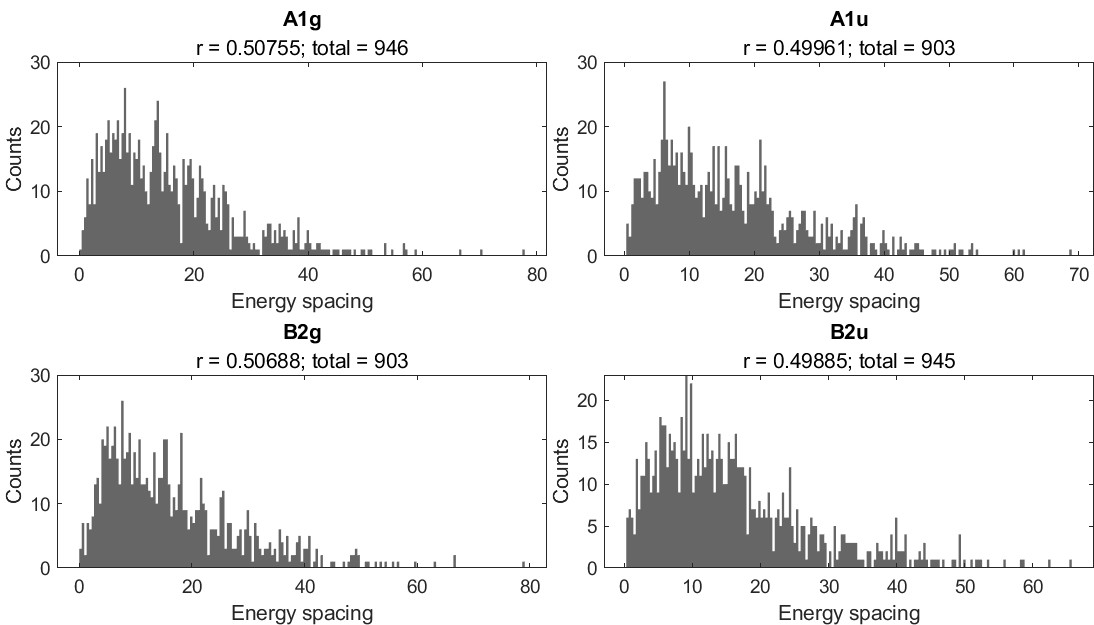 A1g
r = 0.50755; total = 946
30
20
10
0
Counts
0 20 40 60 80
Energy spacing
A1u
r = 0.49961; total = 903
30
20
10
0
Counts
0 10 20 30 40 50 60 70
Energy spacing
B2g
r = 0.50688; total = 903
30
20
10
0
Counts
0 20 40 60 80
Energy spacing
B2u
r = 0.49885; total = 945
20
15
10
5
0
Counts
0 10 20 30 40 50 60
Energy spacing